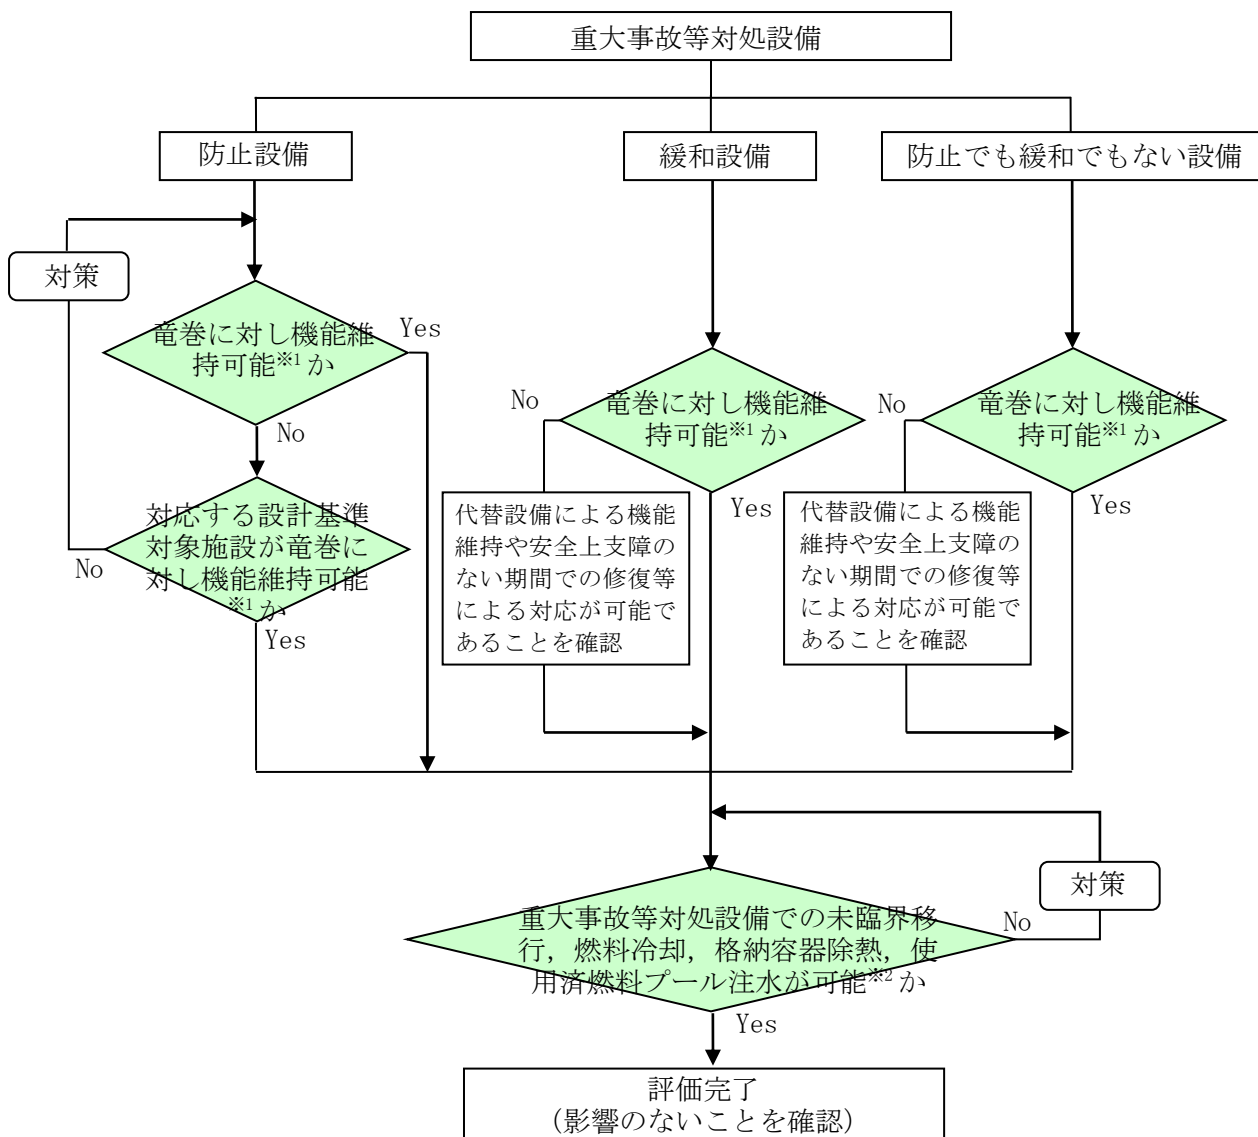 重大事故等対処設備
防止設備
緩和設備
防止でも緩和でもない設備
対策
竜巻に対し機能維
持可能※1か
Yes
No
対応する設計基準
対象施設が竜巻に
対し機能維持可能
※1か
No
Yes
竜巻に対し機能維
持可能※1か
No
Yes
代替設備による機能
維持や安全上支障の
ない期間での修復等
による対応が可能で
あることを確認
竜巻に対し機能維
持可能※1か
No
Yes
代替設備による機能
維持や安全上支障の
ない期間での修復等
による対応が可能で
あることを確認
対策
重大事故等対処設備での未臨界移
行，燃料冷却，格納容器除熱，使
用済燃料プール注水が可能※2か
No
Yes
評価完了
（影響のないことを確認）